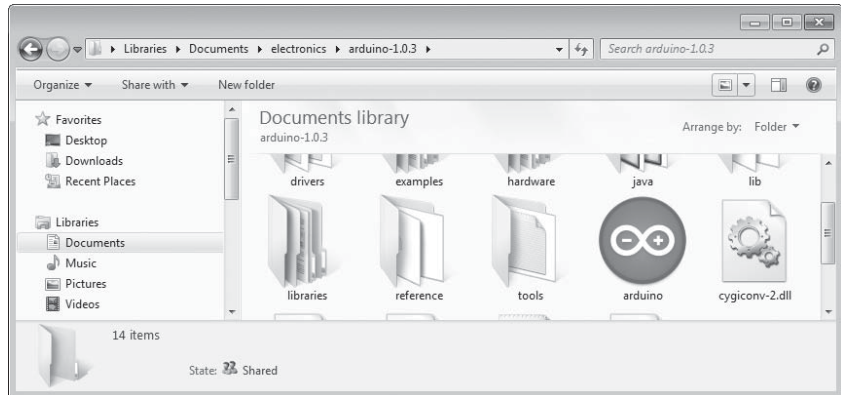 Libraries ▸ Documents ▸ electronics ▸ arduino-1.0.3 ▸
Search arduino-1.0.3
Organize Share with New folder
Favorites
Desktop
Downloads
Recent Places
Libraries
Documents
Music
Pictures
Videos
Documents library
arduino-1.0.3
Arrange by: Folder
drivers examples hardware java lib
libraries reference tools arduino cygiconv-2.dll
14 items
State: Shared